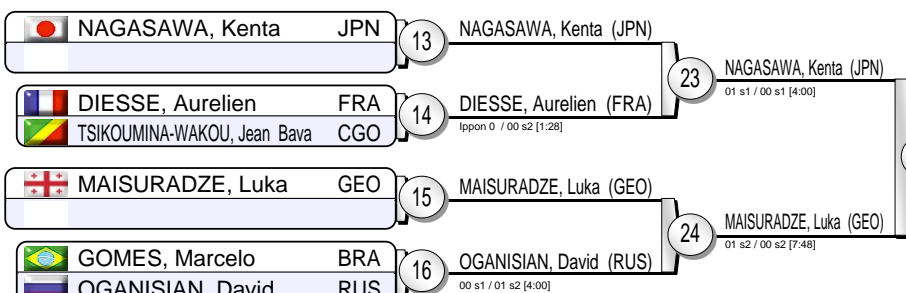 NAGASAWA, Kenta JPN
13
NAGASAWA, Kenta (JPN)
23
NAGASAWA, Kenta (JPN)
01 s1 / 00 s1 [4:00]
DIESSE, Aurelien FRA
TSIKOUMINA-WAKOU, Jean Bava CGO
14
DIESSE, Aurelien (FRA)
Ippon 0 / 00 s2 [1:28]
MAISURADZE, Luka GEO
15
MAISURADZE, Luka (GEO)
24
MAISURADZE, Luka (GEO)
01 s2 / 00 s2 [7:48]
GOMES, Marcelo BRA
OGANISIAN, David RUS
16
OGANISIAN, David (RUS)
00 s1 / 01 s2 [4:00]